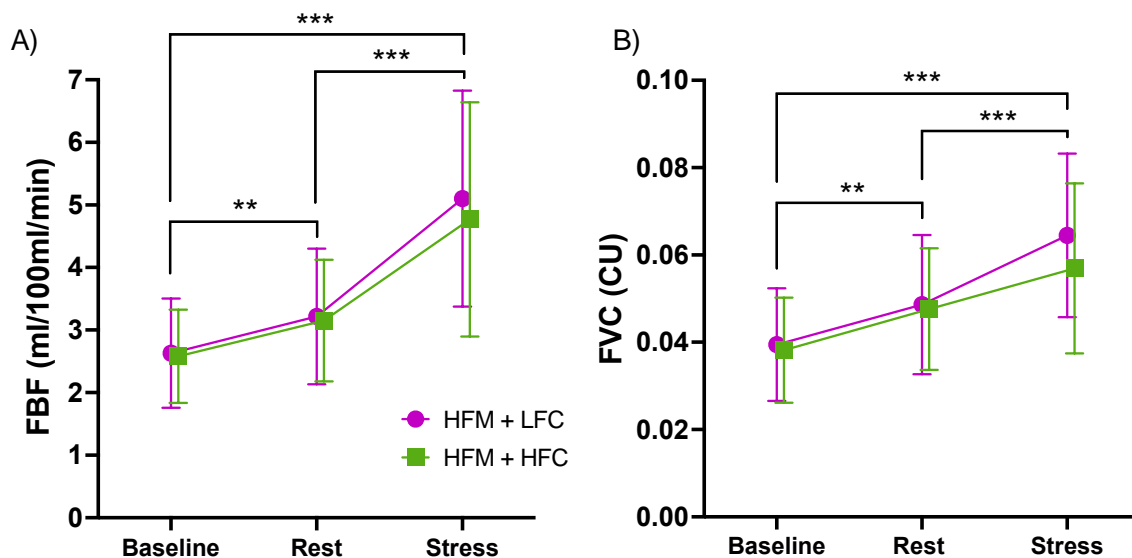 A)
***
***
**
FBF (ml/100ml/min)
7
6
5
4
3
2
1
0
HFM + LFC
HFM + HFC
Baseline Rest Stress
B)
***
***
**
FVC (CU)
0.10
0.08
0.06
0.04
0.02
0.00
Baseline Rest Stress